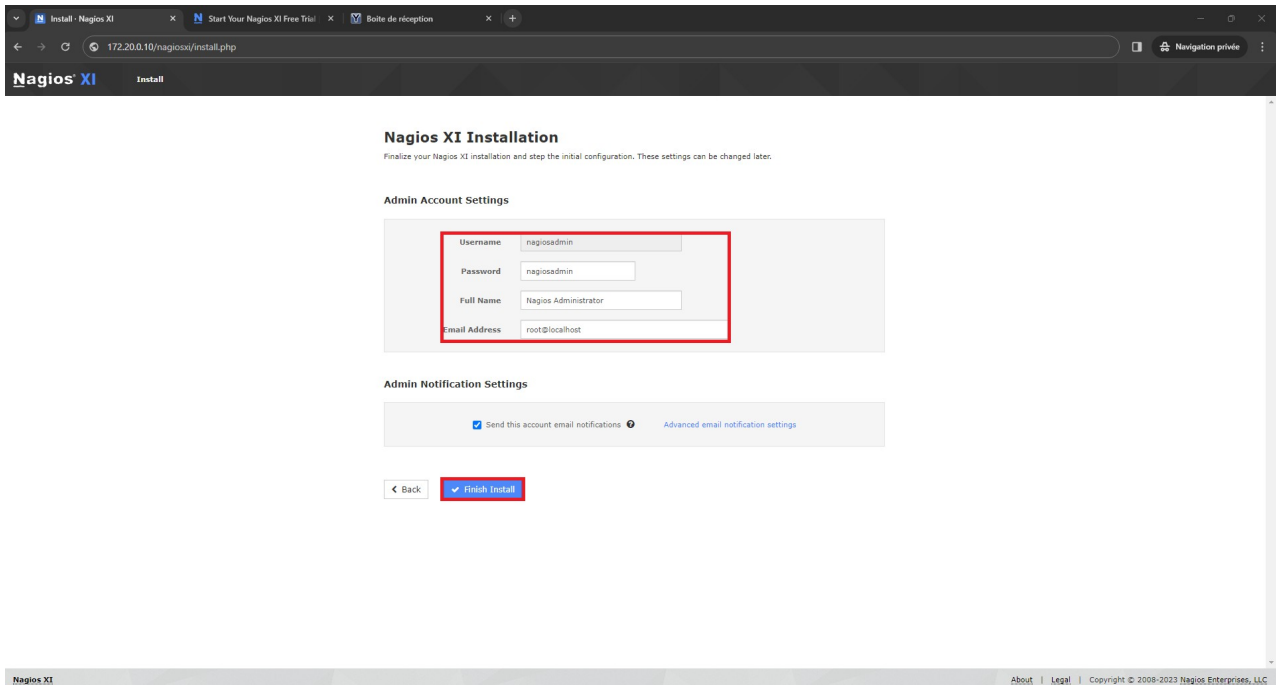 Install · Nagios XI
Start Your Nagios XI Free Trial
Boite de réception
172.20.0.10/nagiosxi/install.php
Navigation privée
Nagios® XI Install
Nagios XI Installation
Finalize your Nagios XI installation and step the initial configuration. These settings can be changed later.
Admin Account Settings
Username nagiosadmin
Password nagiosadmin
Full Name Nagios Administrator
Email Address root@localhost
Admin Notification Settings
Send this account email notifications Advanced email notification settings
Back Finish Install
Nagios XI About | Legal | Copyright © 2008-2023 Nagios Enterprises, LLC